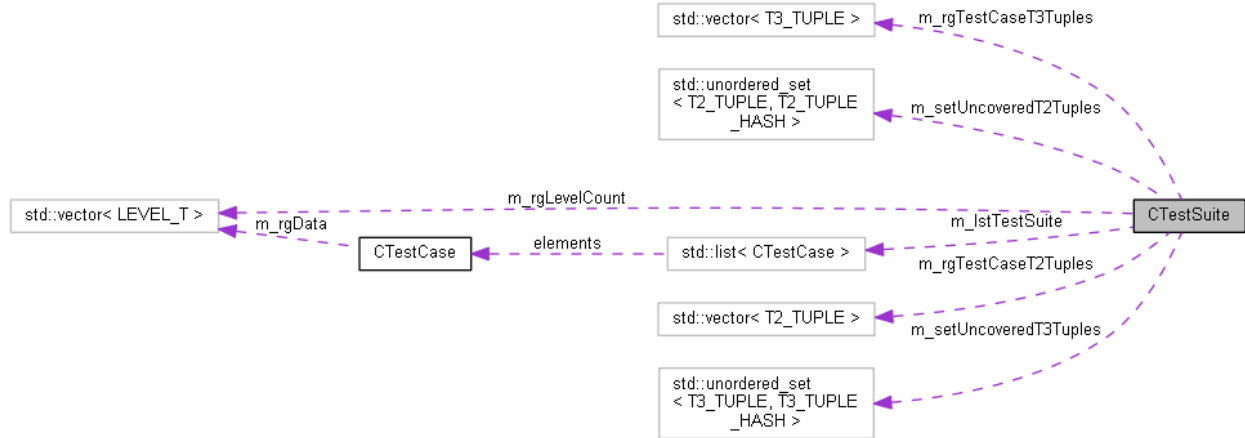 std::vector< T3_TUPLE >
m_rgTestCaseT3Tuples
std::unordered_set
< T2_TUPLE, T2_TUPLE
_HASH >
m_setUncoveredT2Tuples
m_rgLevelCount
std::vector< LEVEL_T >
CTestSuite
m_rgData
m_lstTestSuite
elements
CTestCase
std::list< CTestCase >
m_rgTestCaseT2Tuples
std::vector< T2_TUPLE >
m_setUncoveredT3Tuples
std::unordered_set
< T3_TUPLE, T3_TUPLE
_HASH >